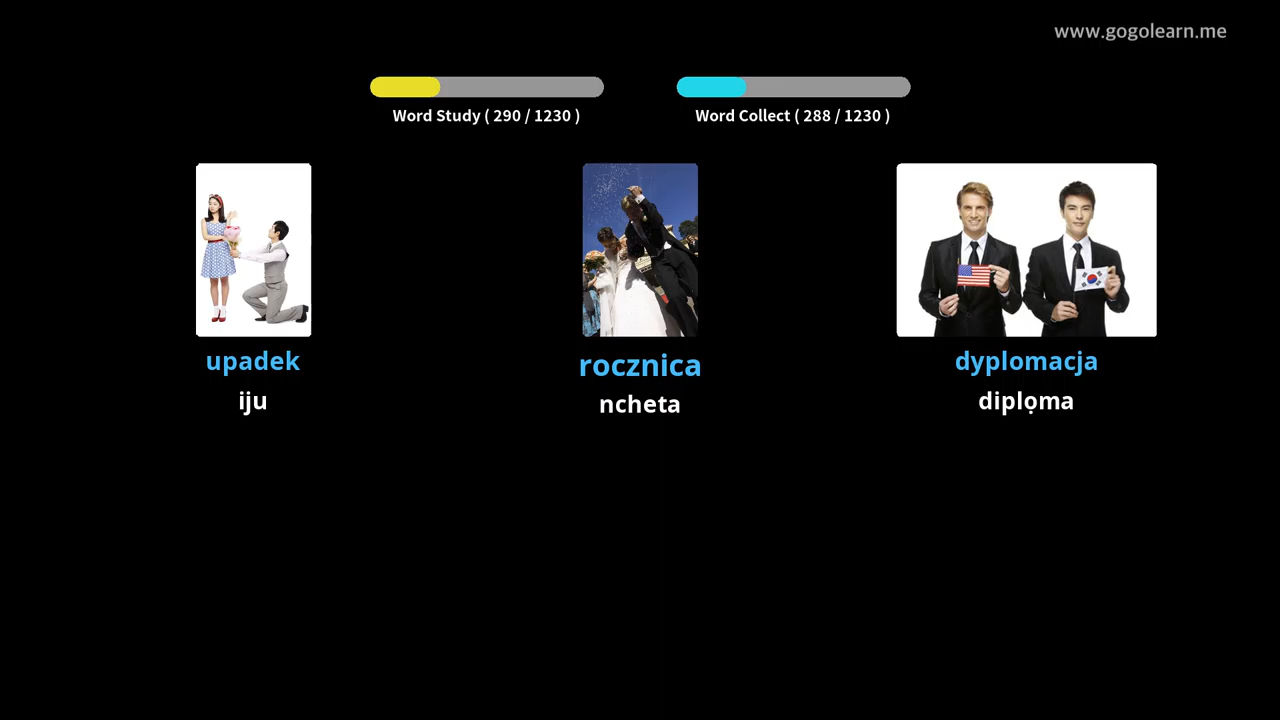 www.gogolearn.me
Word Study ( 290 / 1230 )
Word Collect ( 288 / 1230 )
upadek
rocznica
dyplomacja
iju
ncheta
diplọma